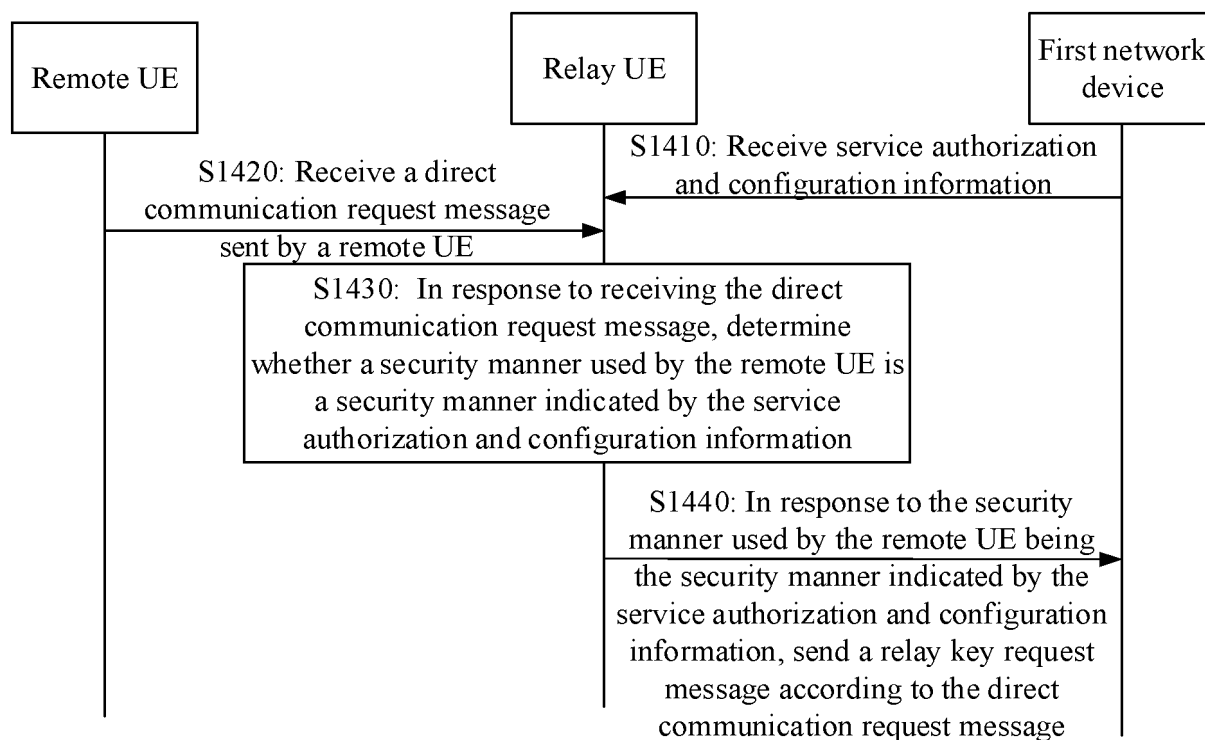 Remote UE
Relay UE
First network
device
S1410: Receive service authorization
and configuration information
S1420: Receive a direct
communication request message
sent by a remote UE
S1430: In response to receiving the direct
communication request message, determine
whether a security manner used by the remote UE is
a security manner indicated by the service
authorization and configuration information
S1440: In response to the security
manner used by the remote UE being
the security manner indicated by the
service authorization and configuration
information, send a relay key request
message according to the direct
communication request message